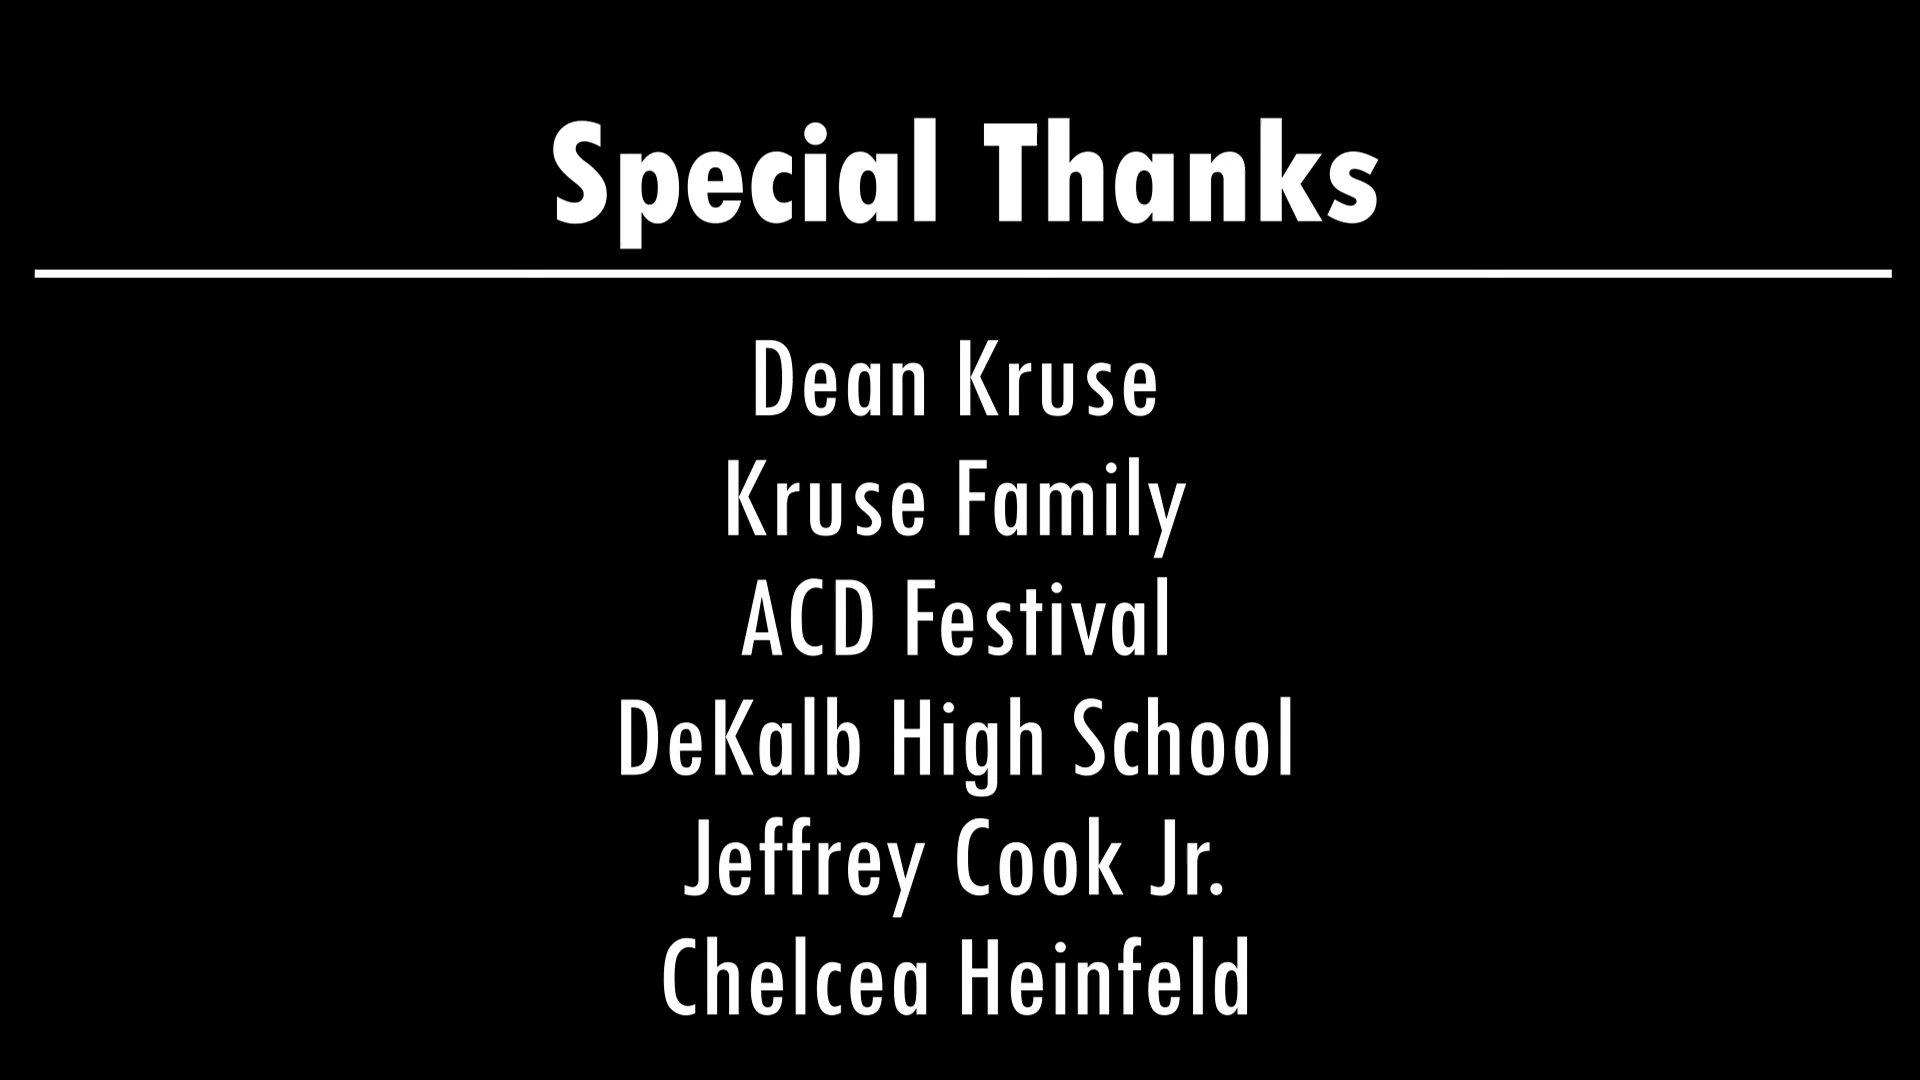 Special Thanks
Dean Kruse
Kruse Family
ACD Festival
DeKalb High School
Jeffrey Cook Jr.
Chelcea Heinfeld